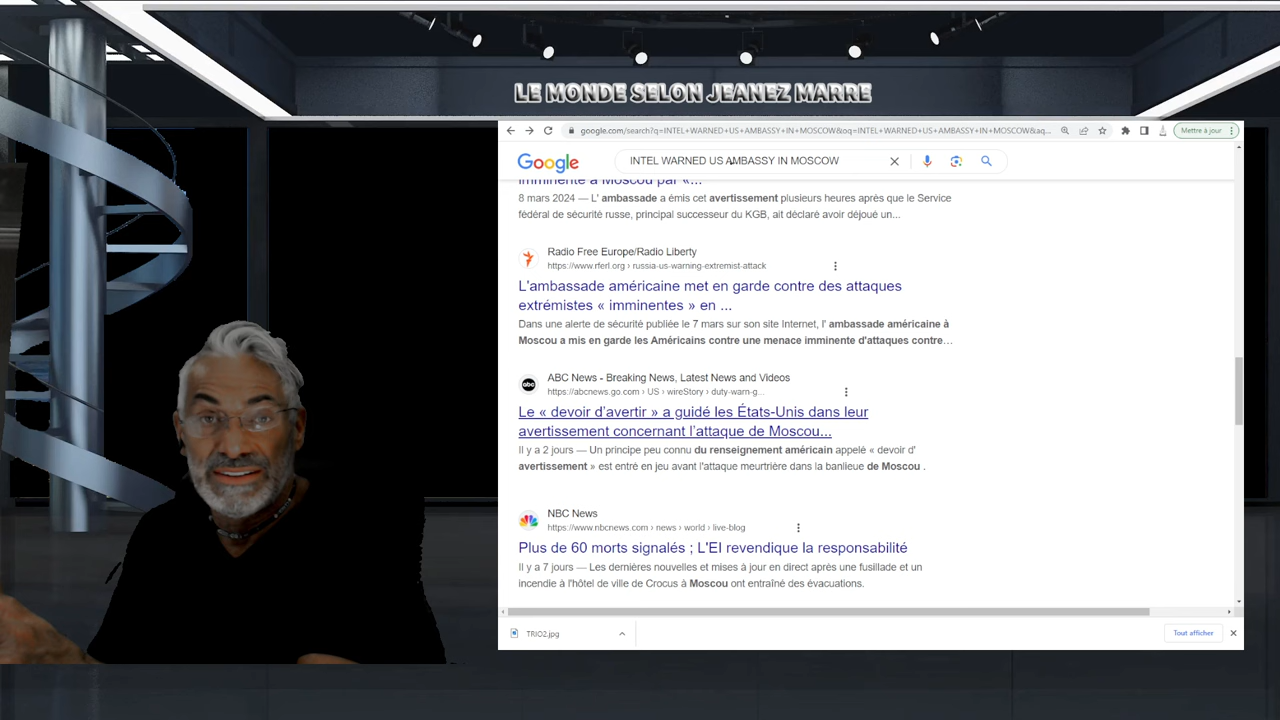 LE MONDE SELON JEANEZ MARRE
google.com/search?q=INTEL+WARNED+US+AMBASSY+IN+MOSCOW&oq=INTEL+WARNED+US+AMBASSY+IN+MOSCOW&aq...
Mettre à jour
Google
INTEL WARNED US AMBASSY IN MOSCOW
imminente à Moscou par «...
8 mars 2024 — L' ambassade a émis cet avertissement plusieurs heures après que le Service
fédéral de sécurité russe, principal successeur du KGB, ait déclaré avoir déjoué un...
Radio Free Europe/Radio Liberty
https://www.rferl.org › russia-us-warning-extremist-attack
L'ambassade américaine met en garde contre des attaques
extrémistes « imminentes » en ...
Dans une alerte de sécurité publiée le 7 mars sur son site Internet, l' ambassade américaine à
Moscou a mis en garde les Américains contre une menace imminente d'attaques contre...
abc
ABC News - Breaking News, Latest News and Videos
https://abcnews.go.com › US › wireStory › duty-warn-g...
Le « devoir d'avertir » a guidé les États-Unis dans leur
avertissement concernant l'attaque de Moscou...
Il y a 2 jours — Un principe peu connu du renseignement américain appelé « devoir d'
avertissement » est entré en jeu avant l'attaque meurtrière dans la banlieue de Moscou .
NBC News
https://www.nbcnews.com › news › world › live-blog
Plus de 60 morts signalés ; L'EI revendique la responsabilité
Il y a 7 jours — Les dernières nouvelles et mises à jour en direct après une fusillade et un
incendie à l'hôtel de ville de Crocus à Moscou ont entraîné des évacuations.
TRIO2.jpg
Tout afficher